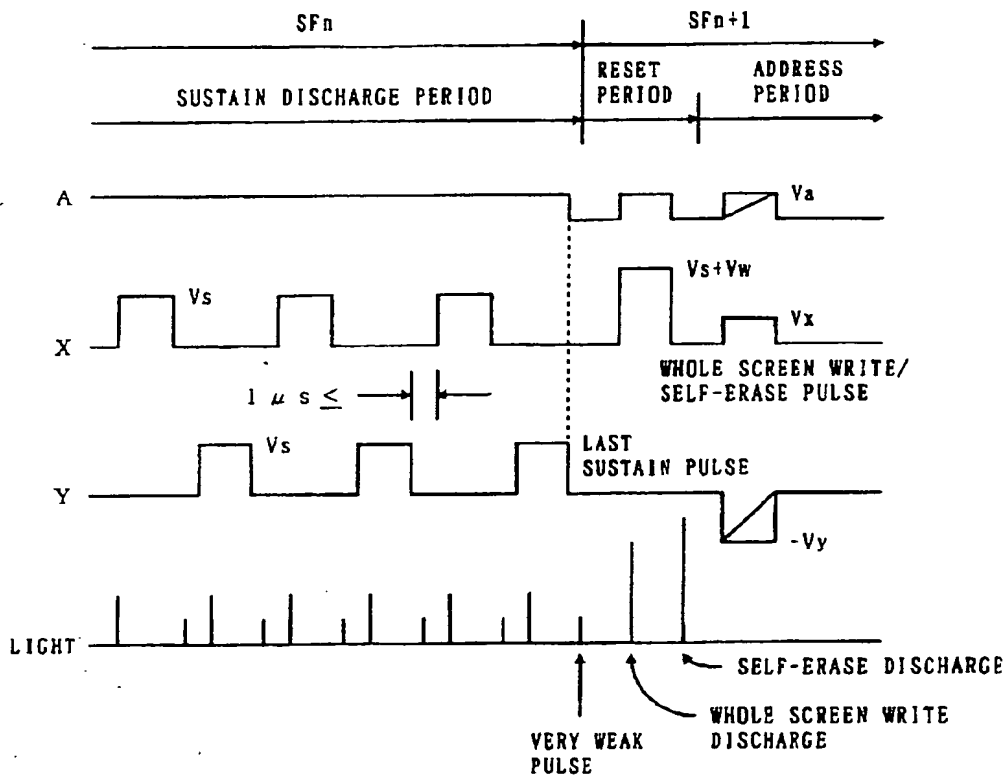 SFn
SFn+1
RESET
PERIOD
ADDRESS
PERIOD
SUSTAIN DISCHARGE PERIOD
A
Va
Vs+Vw
Vs
Vx
X
WHOLE SCREEN WRITE/
SELF-ERASE PULSE
1 μ s ≤
Vs
LAST
SUSTAIN PULSE
Y
-Vy
LIGHT
SELF-ERASE DISCHARGE
WHOLE SCREEN WRITE
DISCHARGE
VERY WEAK
PULSE